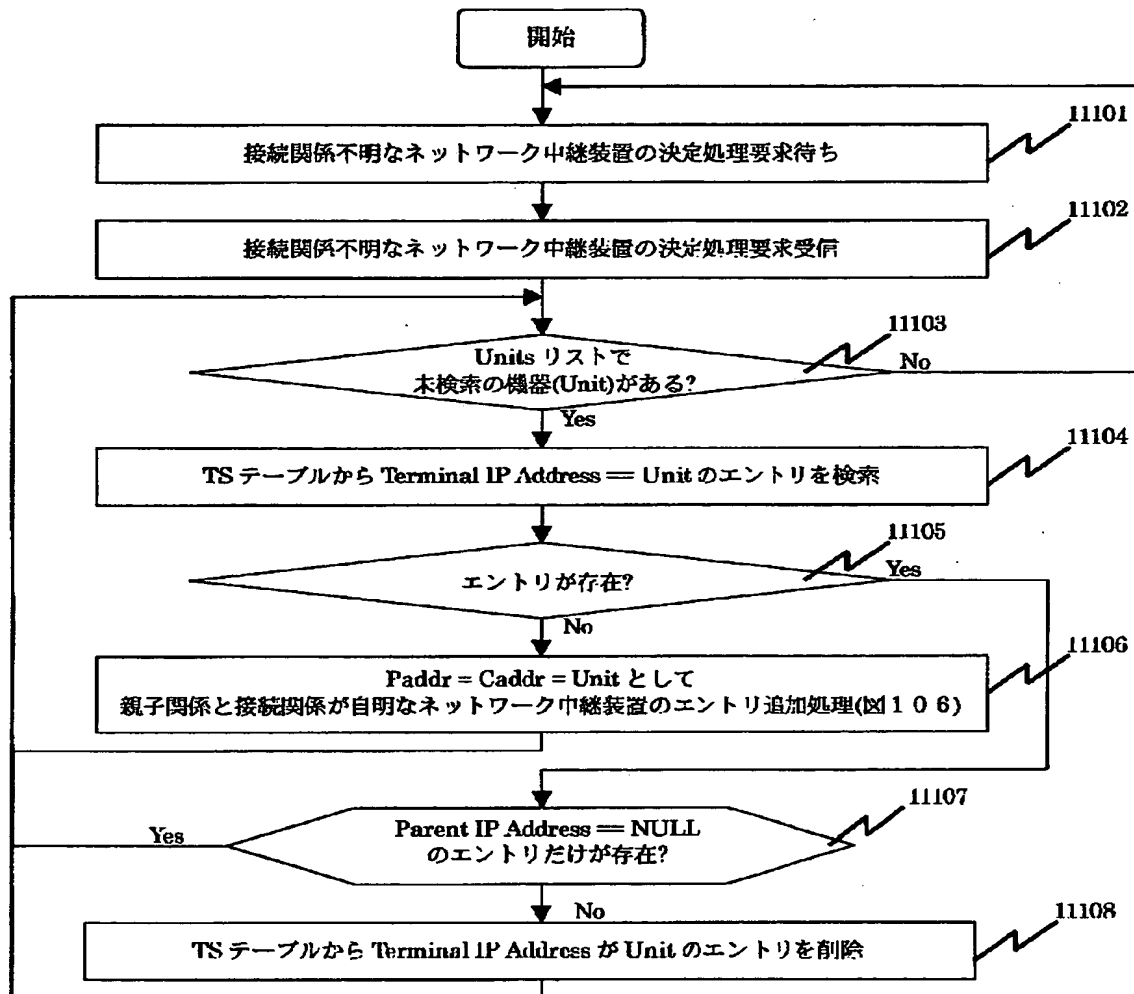 開始
11101
接続関係不明なネットワーク中継装置の決定処理要求待ち
11102
接続関係不明なネットワーク中継装置の決定処理要求受信
11103
Units リストで
未検索の機器(Unit)がある?
No
Yes
11104
TS テーブルから Terminal IP Address == Unit のエントリを検索
11105
エントリが存在?
Yes
No
11106
Paddr = Caddr = Unit として
親子関係と接続関係が自明なネットワーク中継装置のエントリ追加処理(図106)
11107
Yes
Parent IP Address == NULL
のエントリだけが存在?
No
11108
TS テーブルから Terminal IP Address が Unit のエントリを削除